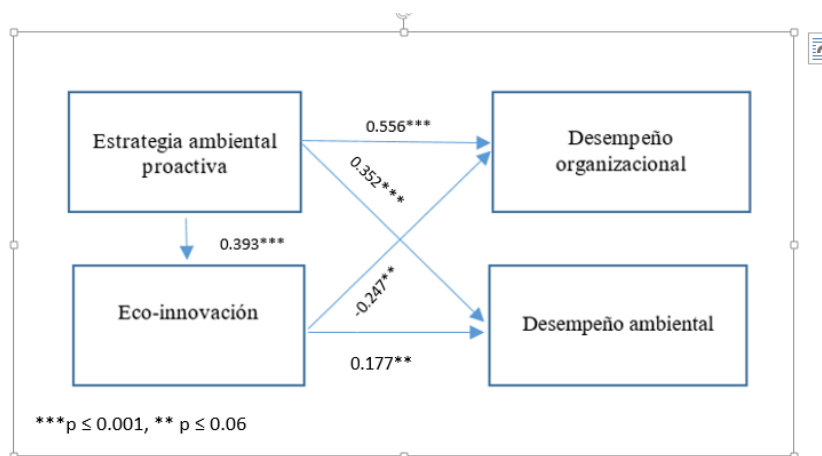 Estrategia ambiental
proactiva
0.556***
Desempeño
organizacional
0.352***
0.393***
Eco-innovación
-0.247**
0.177**
Desempeño ambiental
***p ≤ 0.001, ** p ≤ 0.06